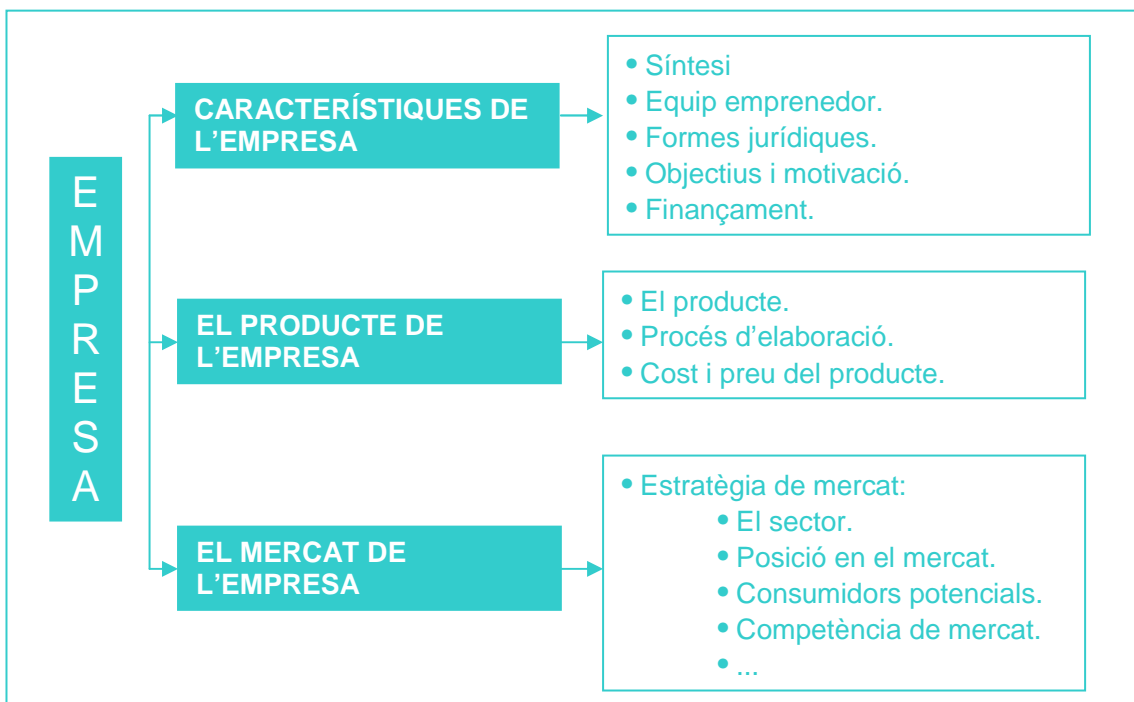 E
M
P
R
E
S
A
CARACTERÍSTIQUES DE
L’EMPRESA
• Síntesi
• Equip emprenedor.
• Formes jurídiques.
• Objectius i motivació.
• Finançament.
EL PRODUCTE DE
L’EMPRESA
• El producte.
• Procés d’elaboració.
• Cost i preu del producte.
EL MERCAT DE
L’EMPRESA
• Estratègia de mercat:
• El sector.
• Posició en el mercat.
• Consumidors potencials.
• Competència de mercat.
• ...